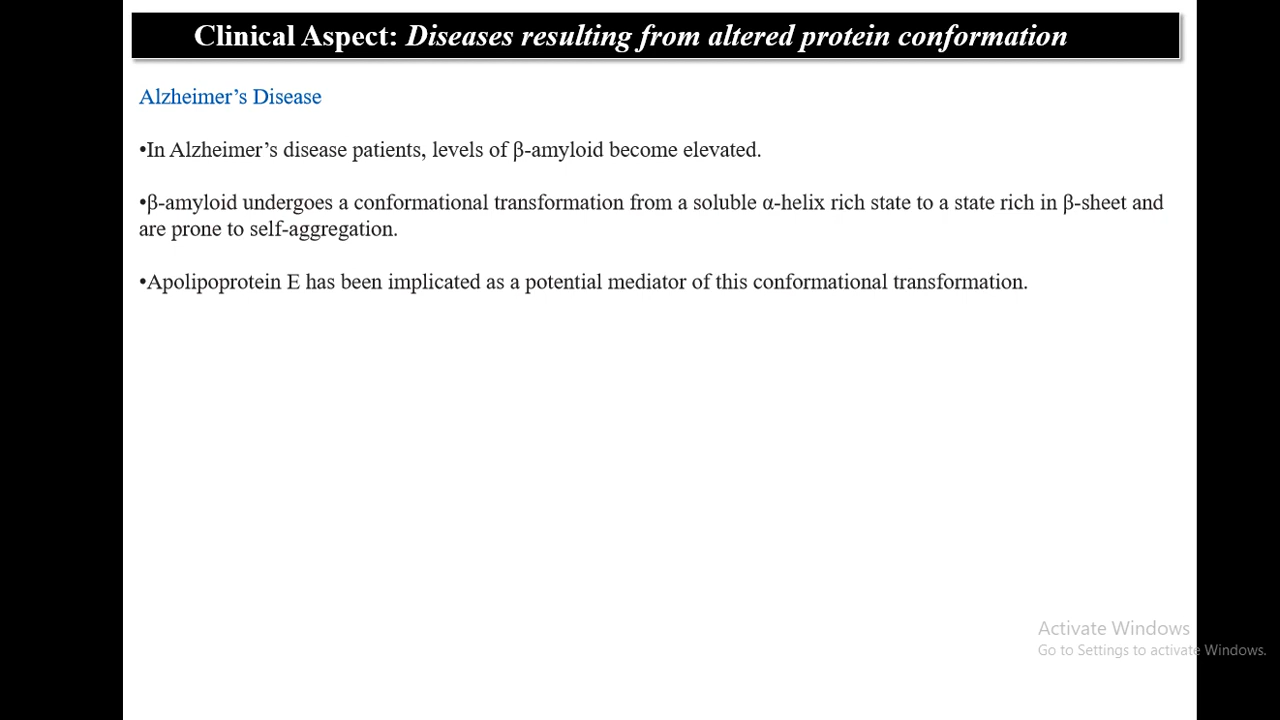 Clinical Aspect: Diseases resulting from altered protein conformation
Alzheimer’s Disease
•In Alzheimer’s disease patients, levels of β-amyloid become elevated.
•β-amyloid undergoes a conformational transformation from a soluble α-helix rich state to a state rich in β-sheet and
are prone to self-aggregation.
•Apolipoprotein E has been implicated as a potential mediator of this conformational transformation.
Activate Windows
Go to Settings to activate Windows.